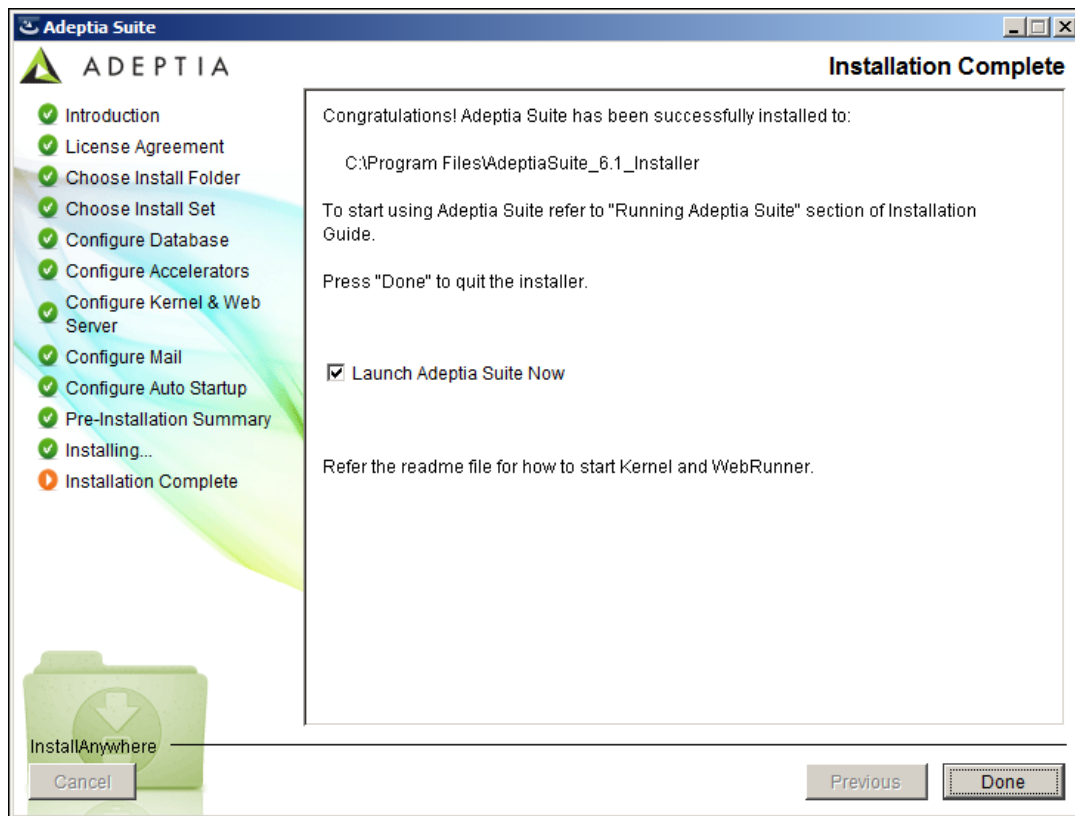 Adeptia Suite
ADEPTIA
Installation Complete
Introduction
License Agreement
Choose Install Folder
Choose Install Set
Configure Database
Configure Accelerators
Configure Kernel & Web
Server
Configure Mail
Configure Auto Startup
Pre-Installation Summary
Installing...
Installation Complete
Congratulations! Adeptia Suite has been successfully installed to:
C:\Program Files\AdeptiaSuite_6.1_Installer
To start using Adeptia Suite refer to "Running Adeptia Suite" section of Installation
Guide.
Press "Done" to quit the installer.
Launch Adeptia Suite Now
Refer the readme file for how to start Kernel and WebRunner.
InstallAnywhere
Cancel
Previous
Done